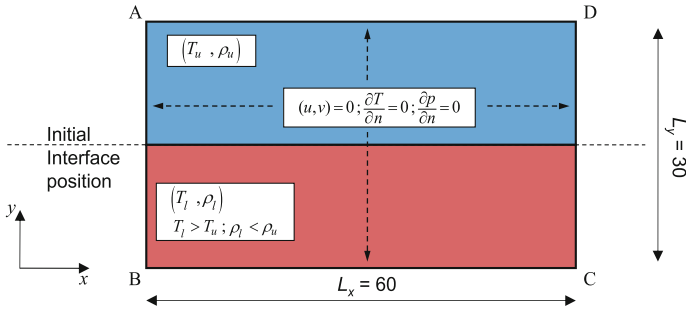 A
D
(T_u , ρ_u)
(u,v)=0 ; ∂T/∂n=0 ; ∂p/∂n=0
Initial
Interface
position
L_y = 30
(T_l , ρ_l)
T_l > T_u ; ρ_l < ρ_u
y
x
B
C
L_x = 60